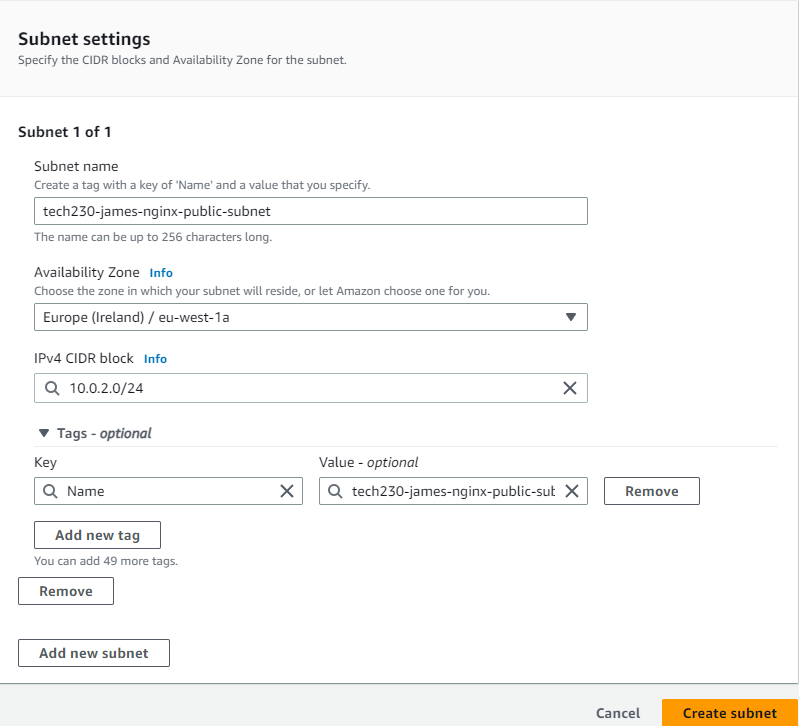 Subnet settings
Specify the CIDR blocks and Availability Zone for the subnet.
Subnet 1 of 1
Subnet name
Create a tag with a key of 'Name' and a value that you specify.
tech230-james-nginx-public-subnet
The name can be up to 256 characters long.
Availability Zone Info
Choose the zone in which your subnet will reside, or let Amazon choose one for you.
Europe (Ireland) / eu-west-1a
IPv4 CIDR block Info
10.0.2.0/24
Tags - optional
Key Value - optional
Name tech230-james-nginx-public-sub Remove
Add new tag
You can add 49 more tags.
Remove
Add new subnet
Cancel Create subnet